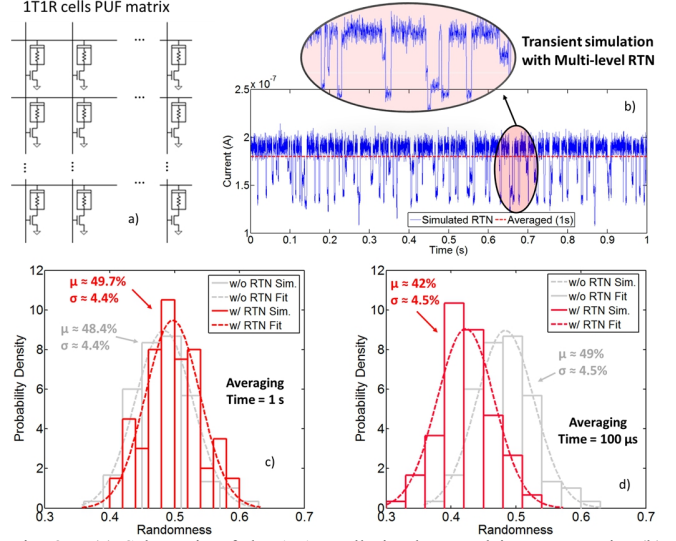 1T1R cells PUF matrix
...
...
...
a)
Transient simulation
with Multi-level RTN
x 10⁻⁷
b)
2.5
2
1.5
1
Current (A)
Simulated RTN
Averaged (1s)
0 0.1 0.2 0.3 0.4 0.5 0.6 0.7 0.8 0.9 1
Time (s)
μ ≈ 49.7%
σ ≈ 4.4%
μ ≈ 48.4%
σ ≈ 4.4%
w/o RTN Sim.
w/o RTN Fit
w/ RTN Sim.
w/ RTN Fit
Averaging
Time = 1 s
c)
12
10
8
6
4
2
0
Probability Density
0.3 0.4 0.5 0.6 0.7
Randomness
μ ≈ 42%
σ ≈ 4.5%
w/o RTN Sim.
w/o RTN Fit
w/ RTN Sim.
w/ RTN Fit
μ ≈ 49%
σ ≈ 4.5%
Averaging
Time = 100 μs
d)
12
10
8
6
4
2
0
Probability Density
0.3 0.4 0.5 0.6 0.7
Randomness